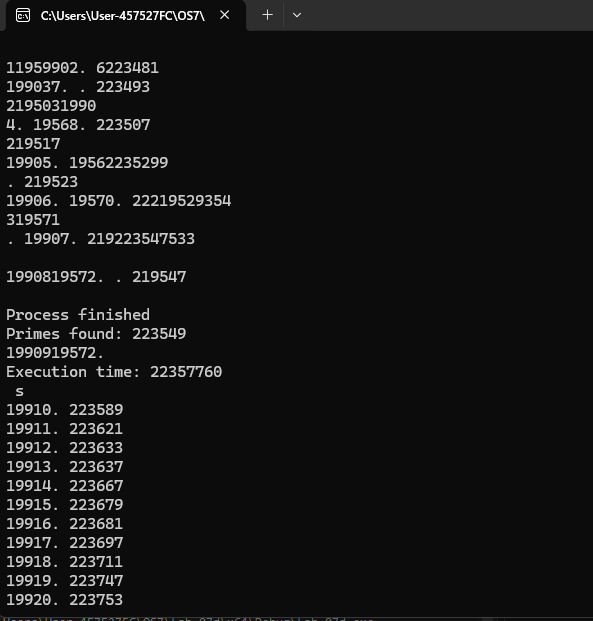 C:\Users\User-457527FC\OS7\
11959902. 6223481
199037. . 223493
2195031990
4. 19568. 223507
219517
19905. 19562235299
. 219523
19906. 19570. 22219529354
319571
. 19907. 219223547533
1990819572. . 219547
Process finished
Primes found: 223549
1990919572.
Execution time: 22357760
s
19910. 223589
19911. 223621
19912. 223633
19913. 223637
19914. 223667
19915. 223679
19916. 223681
19917. 223697
19918. 223711
19919. 223747
19920. 223753